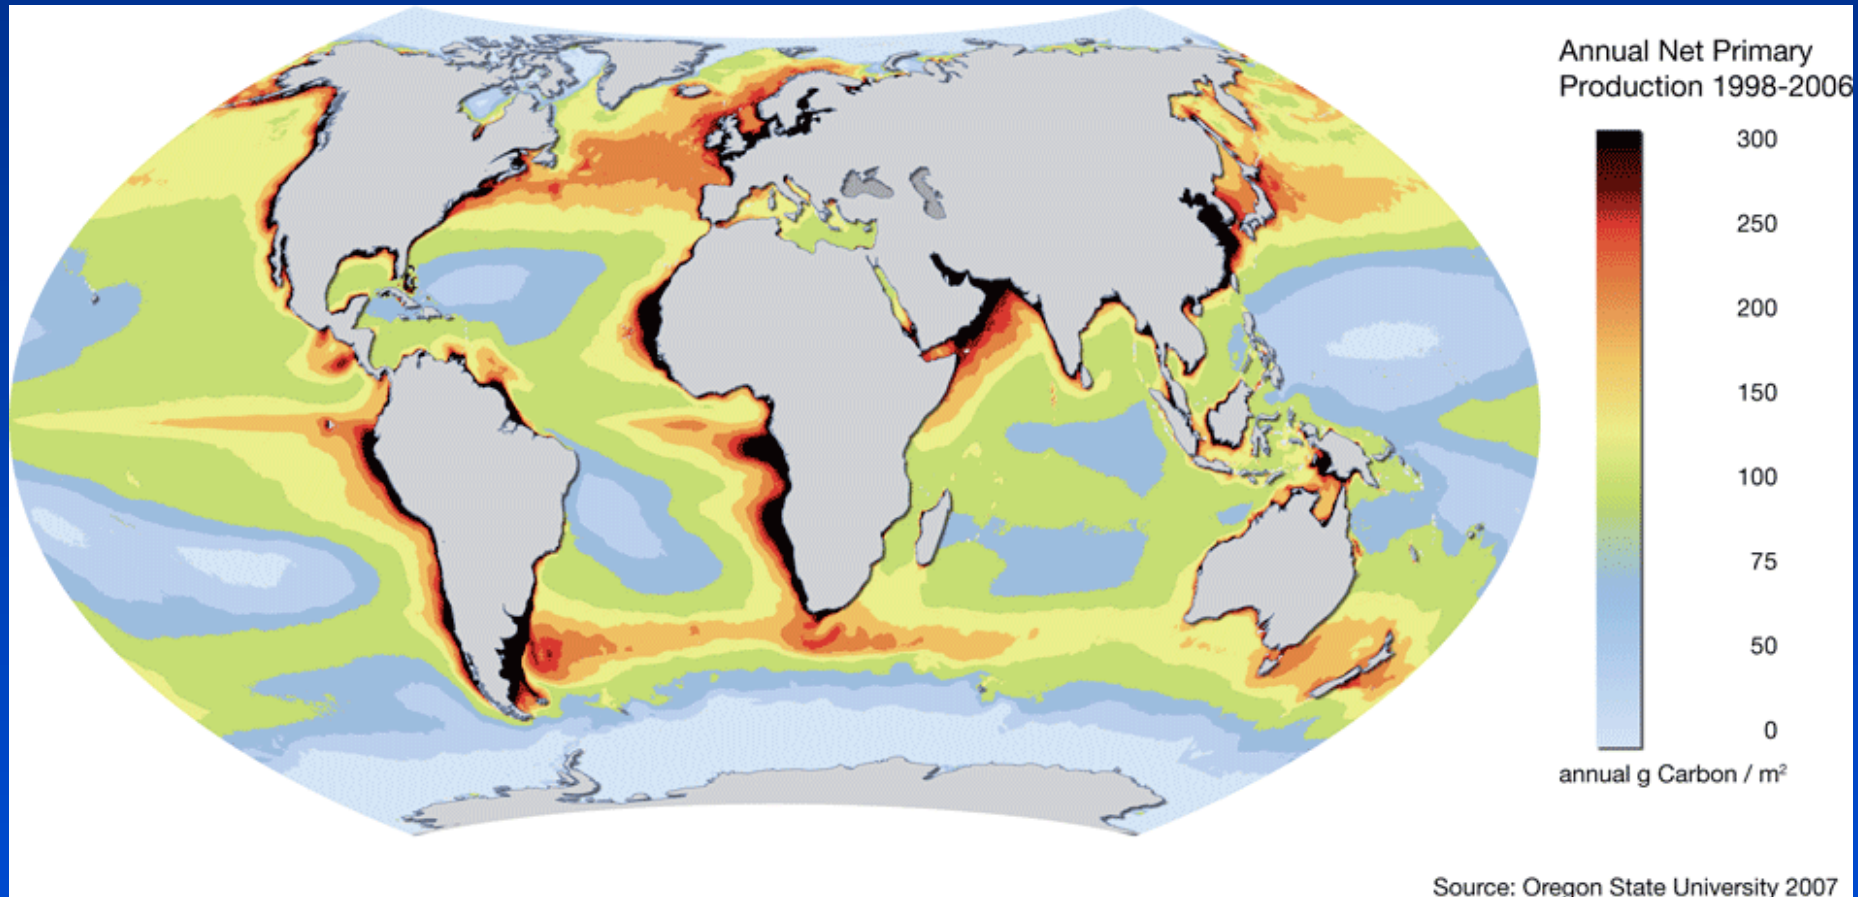 Annual Net Primary
Production 1998-2006
300
250
200
150
100
75
50
0
annual g Carbon / m²
Source: Oregon State University 2007